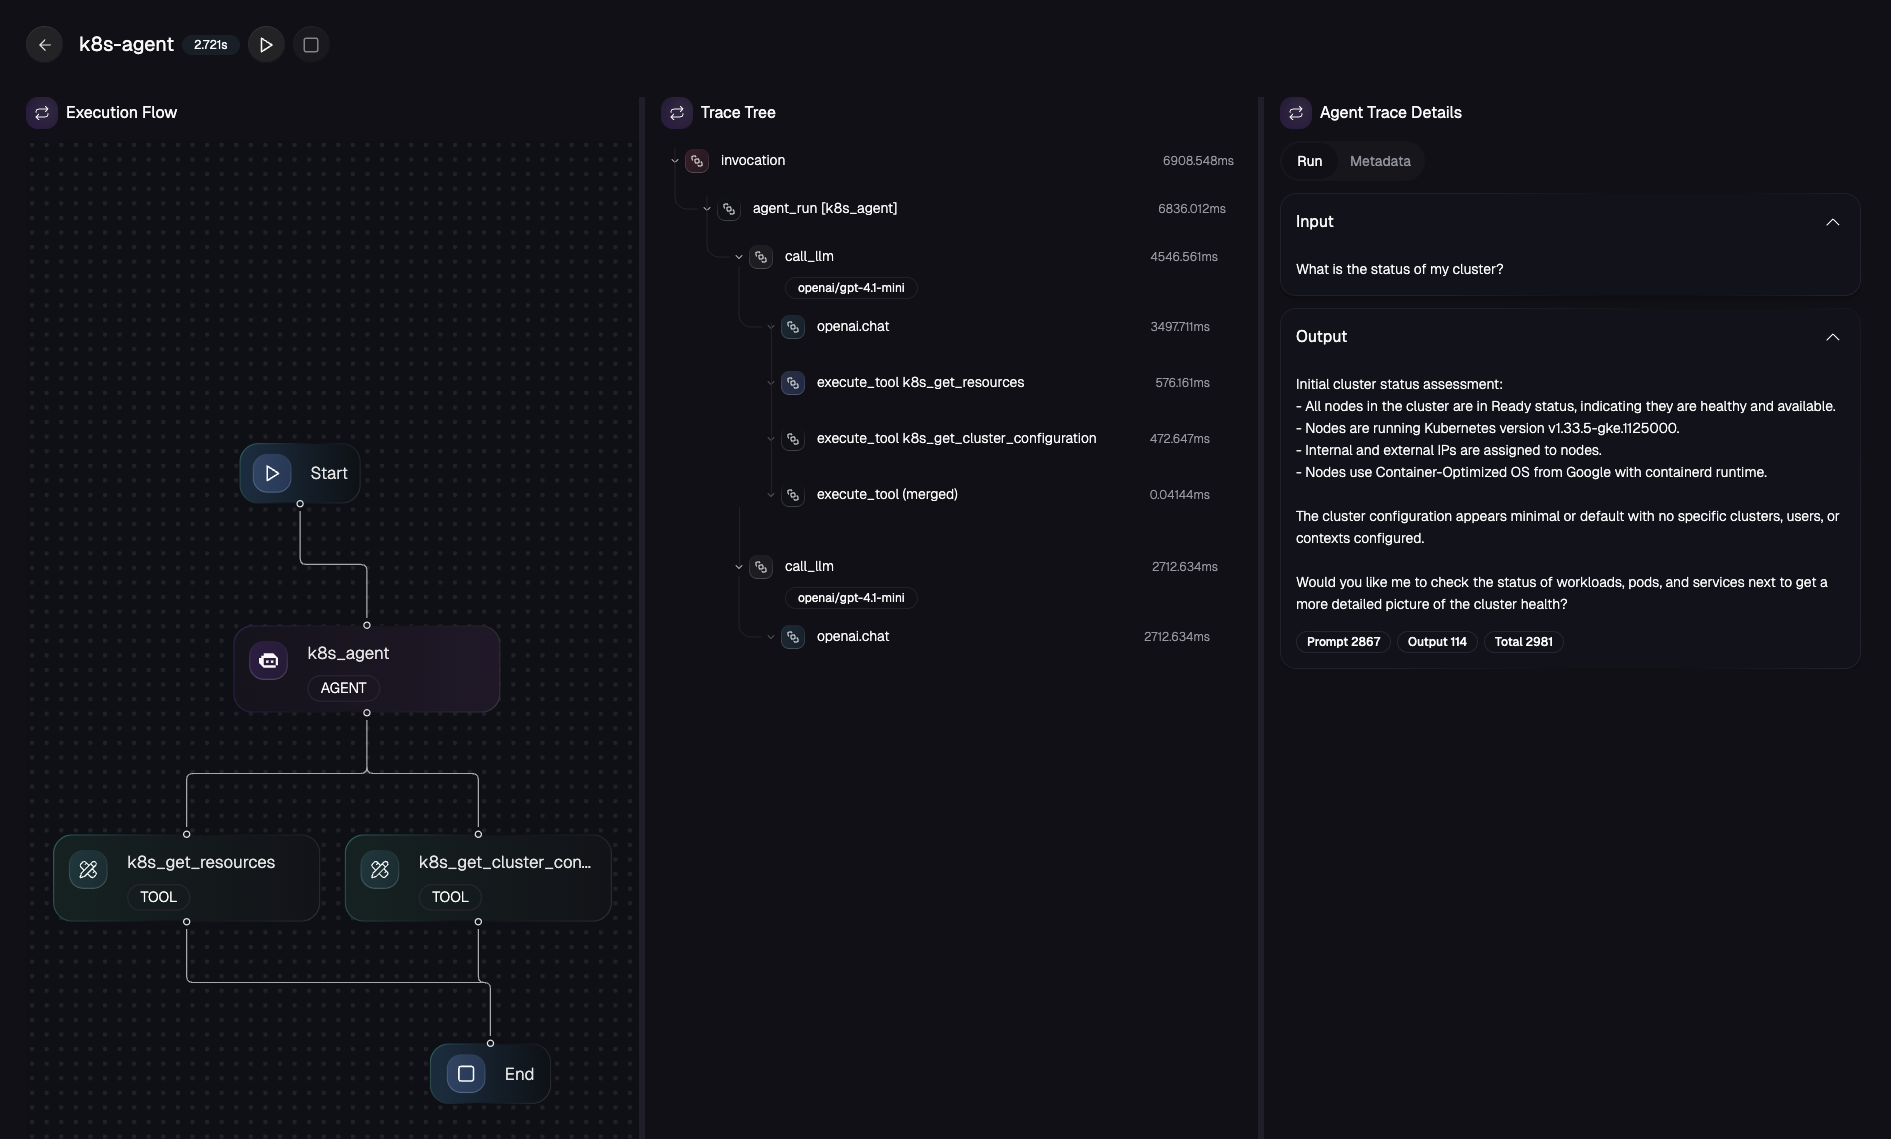 k8s-agent 2.721s
Execution Flow
Start
k8s_agent
AGENT
k8s_get_resources
TOOL
k8s_get_cluster_con...
TOOL
End
Trace Tree
invocation 6908.548ms
agent_run [k8s_agent] 6836.012ms
call_llm 4546.561ms
openai/gpt-4.1-mini
openai.chat 3497.711ms
execute_tool k8s_get_resources 576.161ms
execute_tool k8s_get_cluster_configuration 472.647ms
execute_tool (merged) 0.04144ms
call_llm 2712.634ms
openai/gpt-4.1-mini
openai.chat 2712.634ms
Agent Trace Details
Run Metadata
Input
What is the status of my cluster?
Output
Initial cluster status assessment:
- All nodes in the cluster are in Ready status, indicating they are healthy and available.
- Nodes are running Kubernetes version v1.33.5-gke.1125000.
- Internal and external IPs are assigned to nodes.
- Nodes use Container-Optimized OS from Google with containerd runtime.
The cluster configuration appears minimal or default with no specific clusters, users, or
contexts configured.
Would you like me to check the status of workloads, pods, and services next to get a
more detailed picture of the cluster health?
Prompt 2867 Output 114 Total 2981